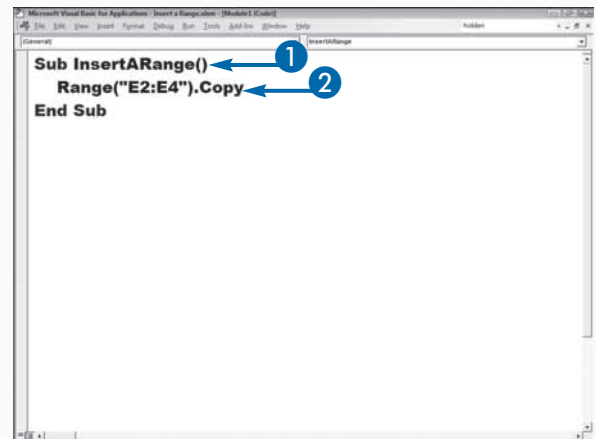 Microsoft Visual Basic for Applications - Insert a Range.xlsm - [Module1 (Code)]
File Edit View Insert Format Debug Run Tools Add-Ins Window Help
hidden
(General)
InsertARange
Sub InsertARange()
1
Range("E2:E4").Copy
2
End Sub